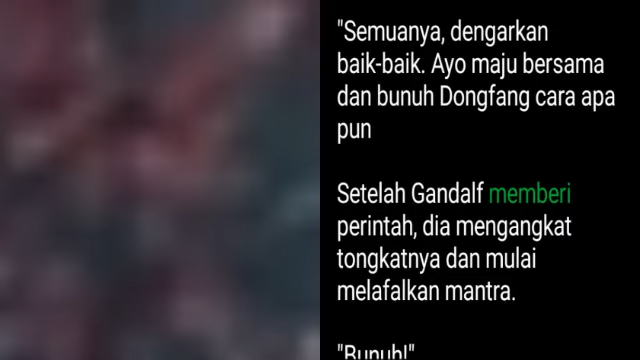 "Semuanya, dengarkan
baik-baik. Ayo maju bersama
dan bunuh Dongfang cara apa
pun
Setelah Gandalf memberi
perintah, dia mengangkat
tongkatnya dan mulai
melafalkan mantra.
"Bunuh!"